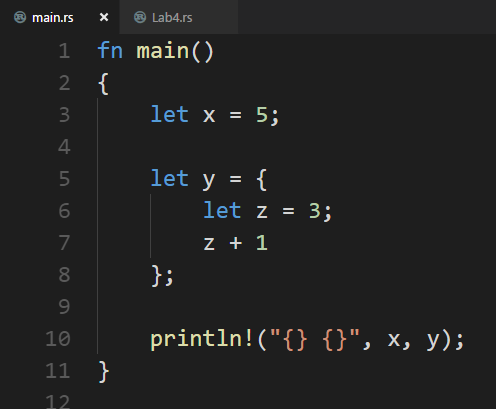 main.rs × Lab4.rs
1 fn main()
2 {
3     let x = 5;
4
5     let y = {
6         let z = 3;
7         z + 1
8     };
9
10     println!("{} {}", x, y);
11 }
12